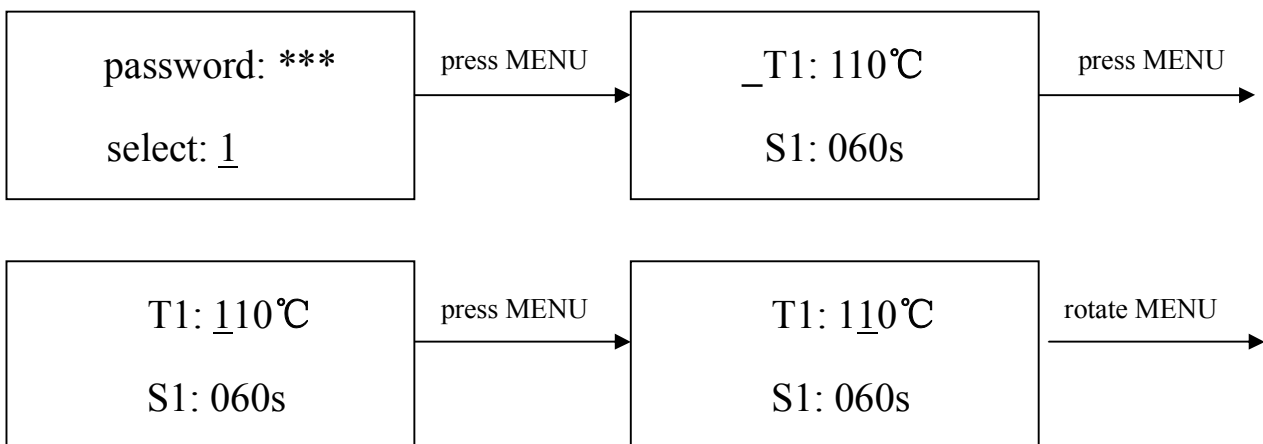 password: ***
select: 1
press MENU
_T1: 110℃
S1: 060s
press MENU
T1: 110℃
S1: 060s
press MENU
T1: 110℃
S1: 060s
rotate MENU